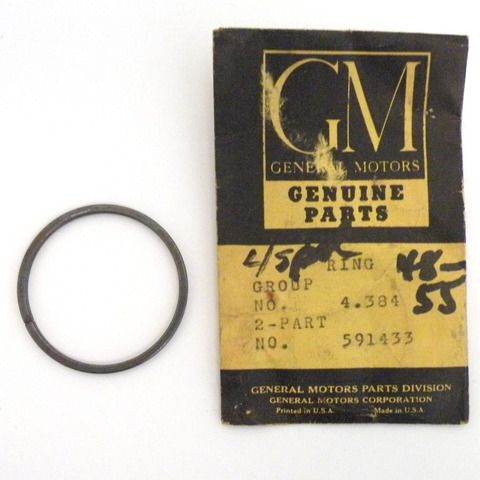 GM
GENERAL MOTORS
GENUINE
PARTS
RING 48-
GROUP 55
NO. 4.384
2-PART
NO. 591433
GENERAL MOTORS PARTS DIVISION
GENERAL MOTORS CORPORATION
Printed in U.S.A. Made in U.S.A.